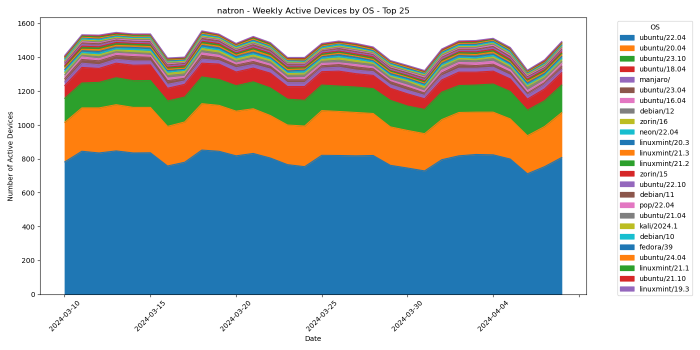 natron - Weekly Active Devices by OS - Top 25
Number of Active Devices
1600
1400
1200
1000
800
600
400
200
0
2024-03-10
2024-03-15
2024-03-20
2024-03-25
2024-03-30
2024-04-04
Date
OS
ubuntu/22.04
ubuntu/20.04
ubuntu/23.10
ubuntu/18.04
manjaro/
ubuntu/23.04
ubuntu/16.04
debian/12
zorin/16
neon/22.04
linuxmint/20.3
linuxmint/21.3
linuxmint/21.2
zorin/15
ubuntu/22.10
debian/11
pop/22.04
ubuntu/21.04
kali/2024.1
debian/10
fedora/39
ubuntu/24.04
linuxmint/21.1
ubuntu/21.10
linuxmint/19.3